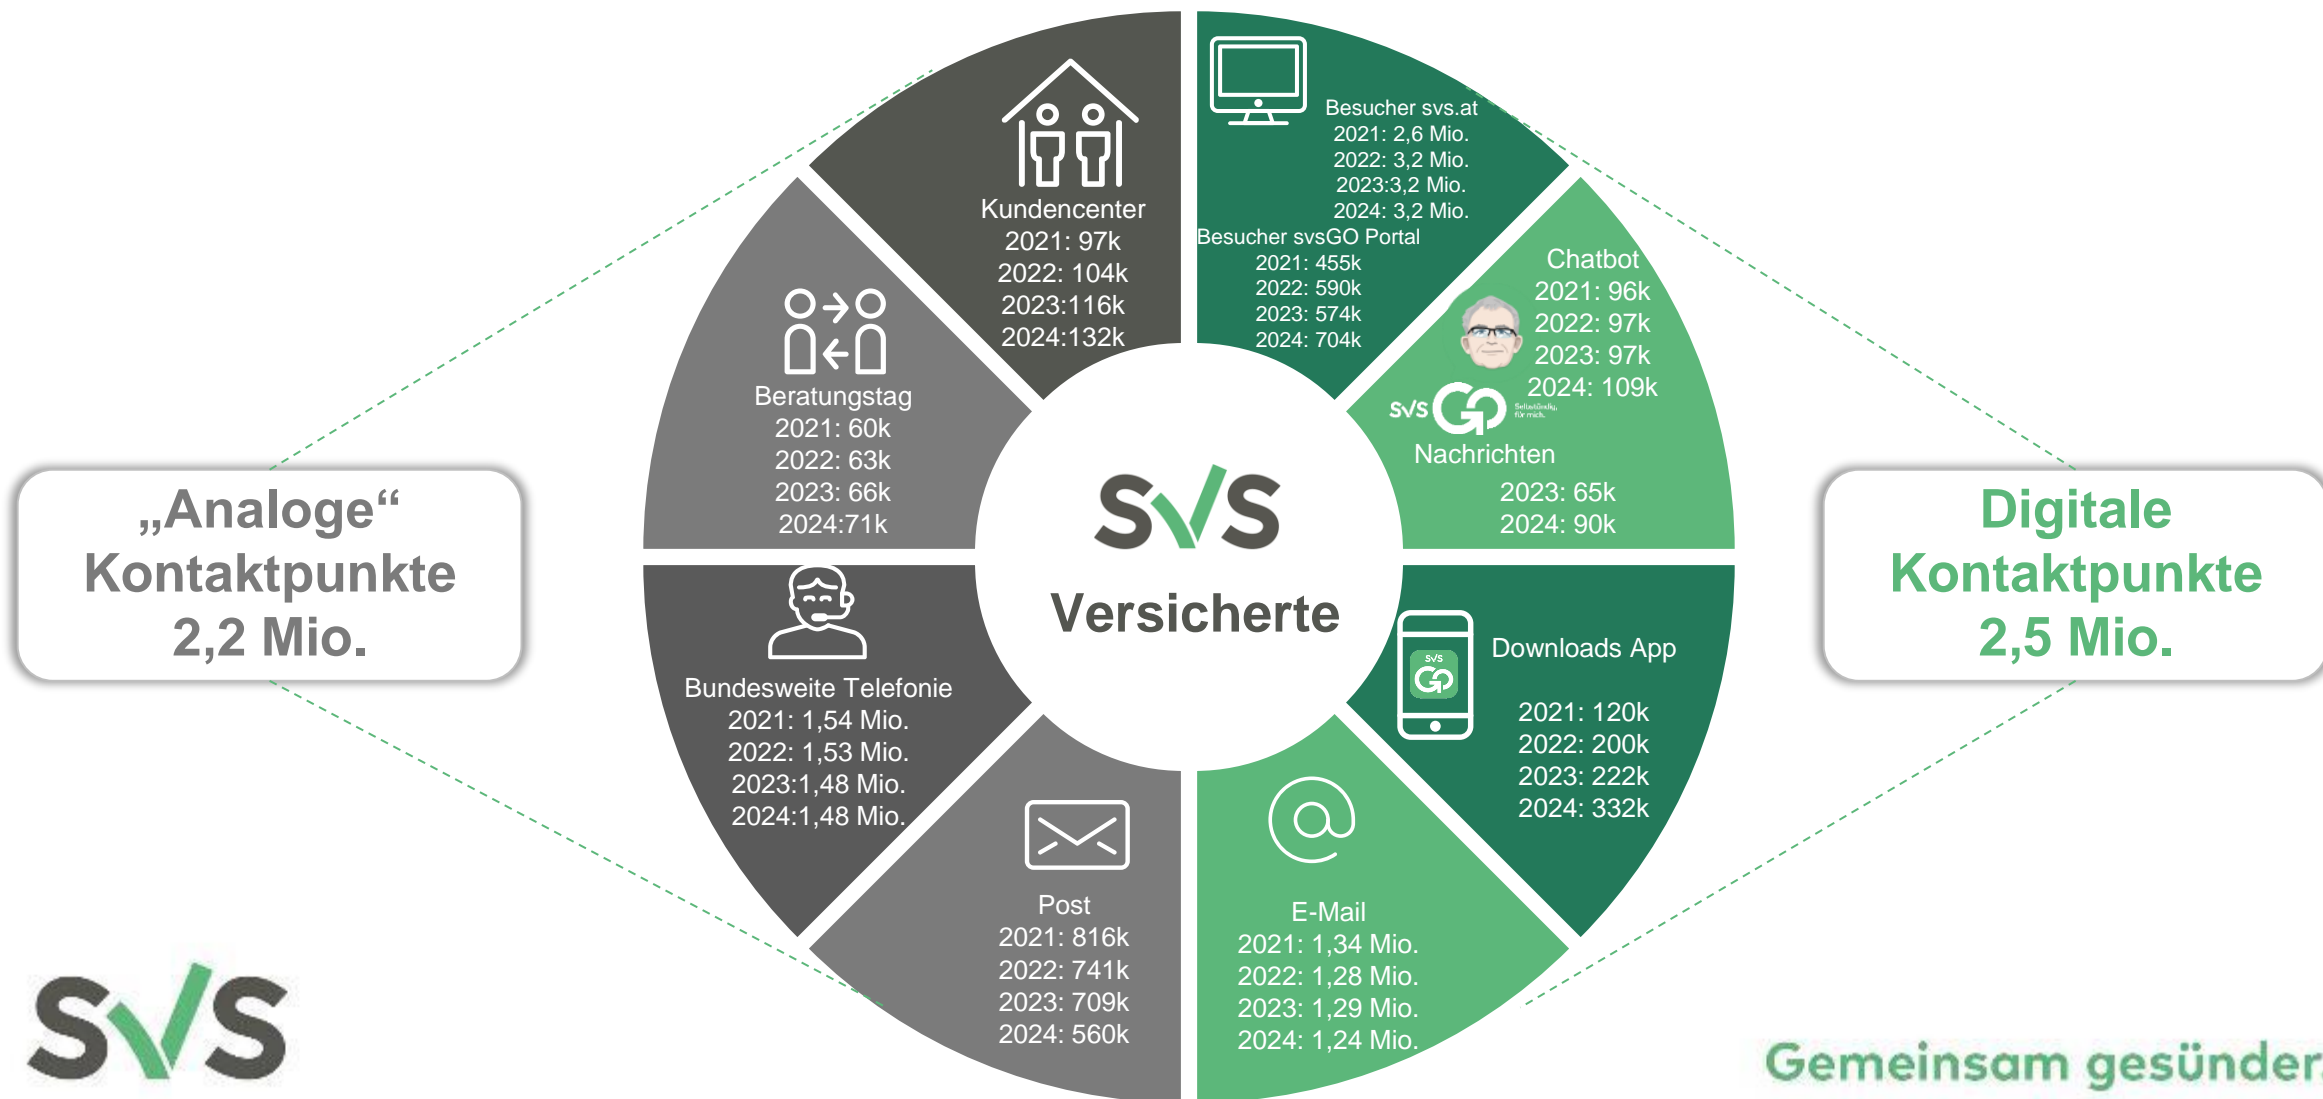 „Analoge“
Kontaktpunkte
2,2 Mio.
Kundencenter
2021: 97k
2022: 104k
2023:116k
2024:132k
Beratungstag
2021: 60k
2022: 63k
2023: 66k
2024:71k
Bundesweite Telefonie
2021: 1,54 Mio.
2022: 1,53 Mio.
2023:1,48 Mio.
2024:1,48 Mio.
Post
2021: 816k
2022: 741k
2023: 709k
2024: 560k
SVS
Versicherte
Besucher svs.at
2021: 2,6 Mio.
2022: 3,2 Mio.
2023:3,2 Mio.
2024: 3,2 Mio.
Besucher svsGO Portal
2021: 455k
2022: 590k
2023: 574k
2024: 704k
Chatbot
2021: 96k
2022: 97k
2023: 97k
2024: 109k
svs GO Selbständig,
für mich.
Nachrichten
2023: 65k
2024: 90k
SVS
GO
Downloads App
2021: 120k
2022: 200k
2023: 222k
2024: 332k
@
E-Mail
2021: 1,34 Mio.
2022: 1,28 Mio.
2023: 1,29 Mio.
2024: 1,24 Mio.
Digitale
Kontaktpunkte
2,5 Mio.
SVS
Gemeinsam gesünder.